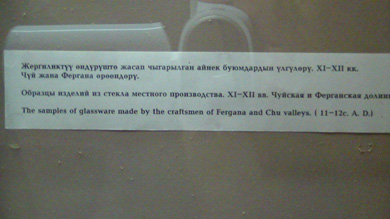 Жергиликтүү өндүрүштө жасап чыгарылган айнек буюмдардын үлгүлөрү. XI–XII кк.
Чүй жана Фергана өрөөндөрү.
Образцы изделий из стекла местного производства. XI–XII вв. Чуйская и Ферганская долин
The samples of glassware made by the craftsmen of Fergana and Chu valleys. ( 11–12c. A. D.)